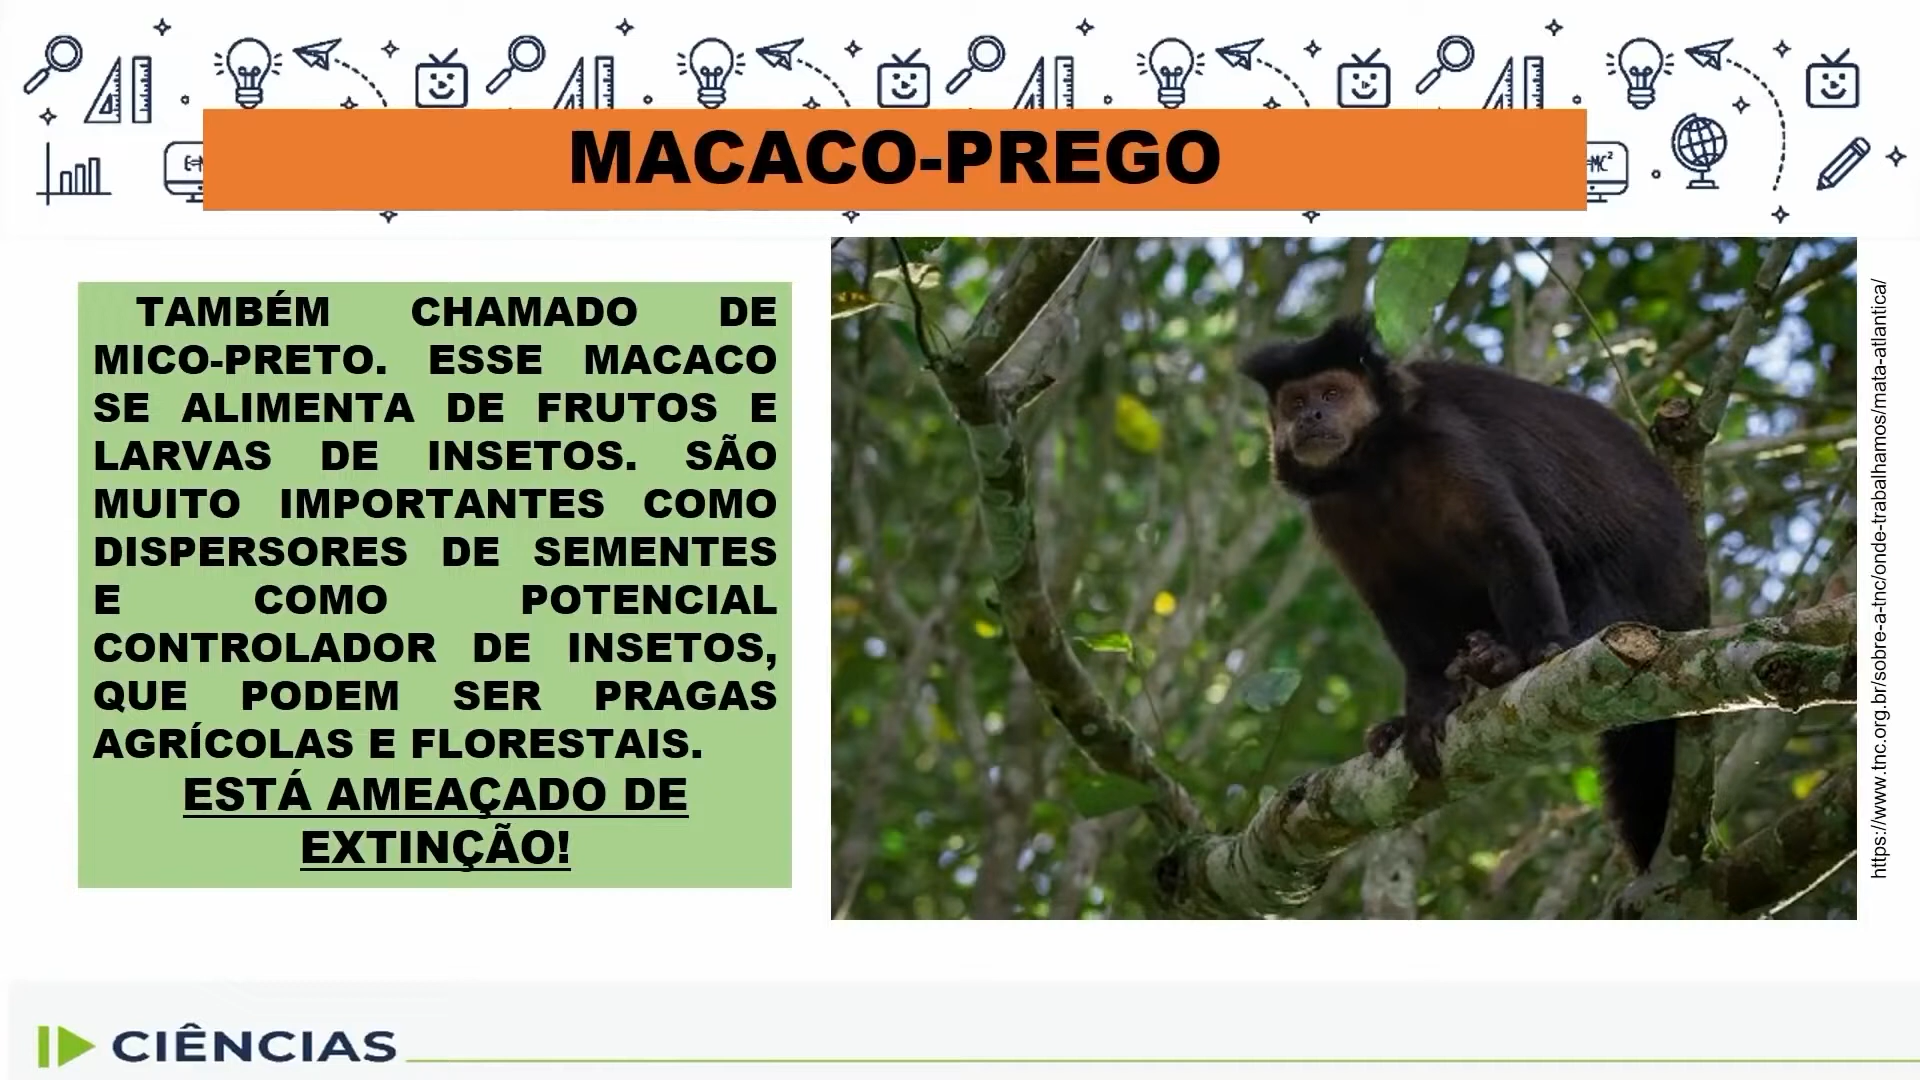 MACACO-PREGO
TAMBÉM CHAMADO DE
MICO-PRETO. ESSE MACACO
SE ALIMENTA DE FRUTOS E
LARVAS DE INSETOS. SÃO
MUITO IMPORTANTES COMO
DISPERSORES DE SEMENTES
E COMO POTENCIAL
CONTROLADOR DE INSETOS,
QUE PODEM SER PRAGAS
AGRÍCOLAS E FLORESTAIS.
ESTÁ AMEAÇADO DE
EXTINÇÃO!
https://www.tnc.org.br/sobre-a-tnc/onde-trabalhamos/mata-atlantica/
CIÊNCIAS